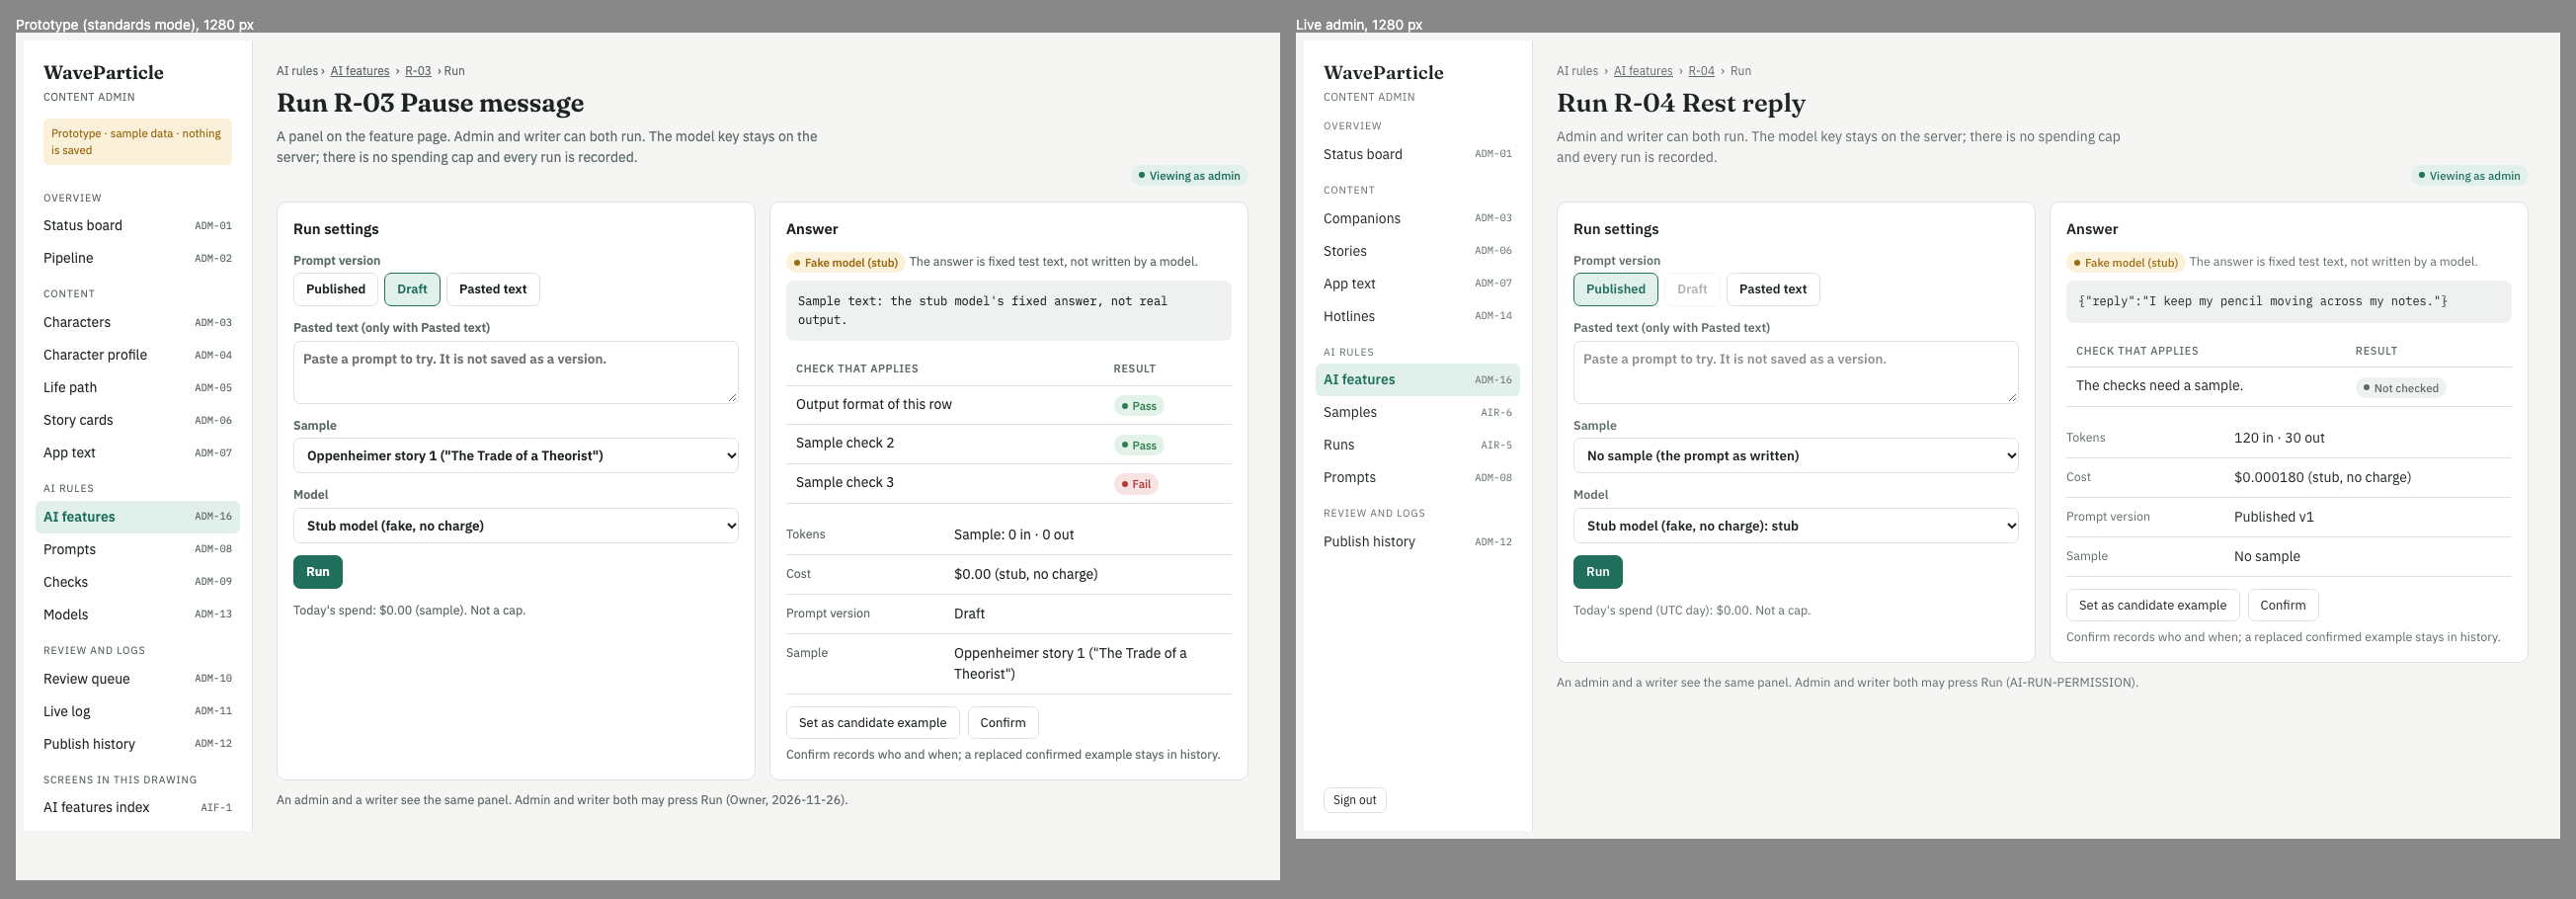 Prototype (standards mode), 1280 px
WaveParticle
CONTENT ADMIN
Prototype · sample data · nothing
is saved
OVERVIEW
Status board ADM-01
Pipeline ADM-02
CONTENT
Characters ADM-03
Character profile ADM-04
Life path ADM-05
Story cards ADM-06
App text ADM-07
AI RULES
AI features ADM-16
Prompts ADM-08
Checks ADM-09
Models ADM-13
REVIEW AND LOGS
Review queue ADM-10
Live log ADM-11
Publish history ADM-12
SCREENS IN THIS DRAWING
AI features index AIF-1
AI rules › AI features › R-03 › Run
Run R-03 Pause message
A panel on the feature page. Admin and writer can both run. The model key stays on the
server; there is no spending cap and every run is recorded.
Viewing as admin
Run settings
Prompt version
Published Draft Pasted text
Pasted text (only with Pasted text)
Paste a prompt to try. It is not saved as a version.
Sample
Oppenheimer story 1 ("The Trade of a Theorist")
Model
Stub model (fake, no charge)
Run
Today's spend: $0.00 (sample). Not a cap.
Answer
Fake model (stub) The answer is fixed test text, not written by a model.
Sample text: the stub model's fixed answer, not real
output.
CHECK THAT APPLIES RESULT
Output format of this row Pass
Sample check 2 Pass
Sample check 3 Fail
Tokens Sample: 0 in · 0 out
Cost $0.00 (stub, no charge)
Prompt version Draft
Sample Oppenheimer story 1 ("The Trade of a
Theorist")
Set as candidate example Confirm
Confirm records who and when; a replaced confirmed example stays in history.
An admin and a writer see the same panel. Admin and writer both may press Run (Owner, 2026-11-26).
Live admin, 1280 px
WaveParticle
CONTENT ADMIN
OVERVIEW
Status board ADM-01
CONTENT
Companions ADM-03
Stories ADM-06
App text ADM-07
Hotlines ADM-14
AI RULES
AI features ADM-16
Samples AIR-6
Runs AIR-5
Prompts ADM-08
REVIEW AND LOGS
Publish history ADM-12
Sign out
AI rules › AI features › R-04 › Run
Run R-04 Rest reply
Admin and writer can both run. The model key stays on the server; there is no spending cap
and every run is recorded.
Viewing as admin
Run settings
Prompt version
Published Draft Pasted text
Pasted text (only with Pasted text)
Paste a prompt to try. It is not saved as a version.
Sample
No sample (the prompt as written)
Model
Stub model (fake, no charge): stub
Run
Today's spend (UTC day): $0.00. Not a cap.
Answer
Fake model (stub) The answer is fixed test text, not written by a model.
{"reply":"I keep my pencil moving across my notes."}
CHECK THAT APPLIES RESULT
The checks need a sample. Not checked
Tokens 120 in · 30 out
Cost $0.000180 (stub, no charge)
Prompt version Published v1
Sample No sample
Set as candidate example Confirm
Confirm records who and when; a replaced confirmed example stays in history.
An admin and a writer see the same panel. Admin and writer both may press Run (AI-RUN-PERMISSION).